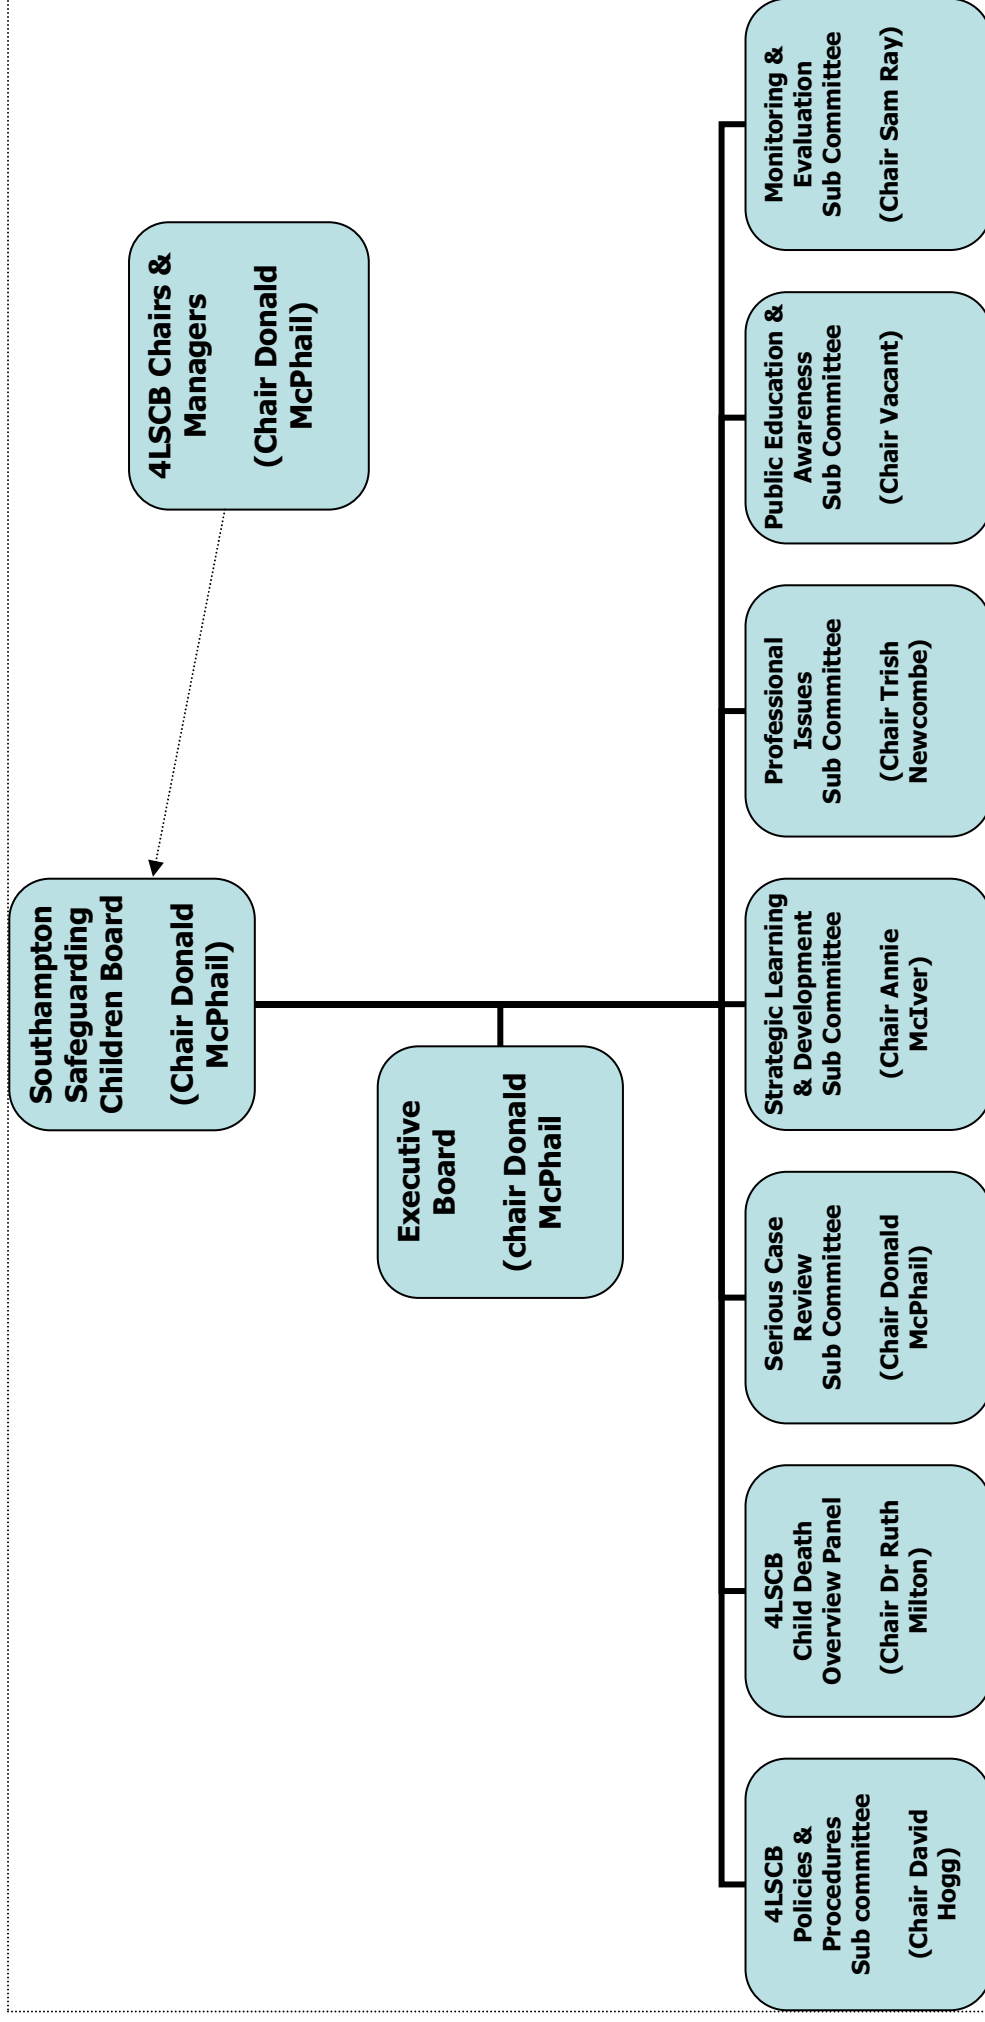 Southampton
Safeguarding
Children Board
(Chair Donald
McPhail)
4LSCB Chairs &
Managers
(Chair Donald
McPhail)
Executive
Board
(chair Donald
McPhail
4LSCB
Policies &
Procedures
Sub committee
(Chair David
Hogg)
4LSCB
Child Death
Overview Panel
(Chair Dr Ruth
Milton)
Serious Case
Review
Sub Committee
(Chair Donald
McPhail)
Strategic Learning
& Development
Sub Committee
(Chair Annie
McIver)
Professional
Issues
Sub Committee
(Chair Trish
Newcombe)
Public Education &
Awareness
Sub Committee
(Chair Vacant)
Monitoring &
Evaluation
Sub Committee
(Chair Sam Ray)